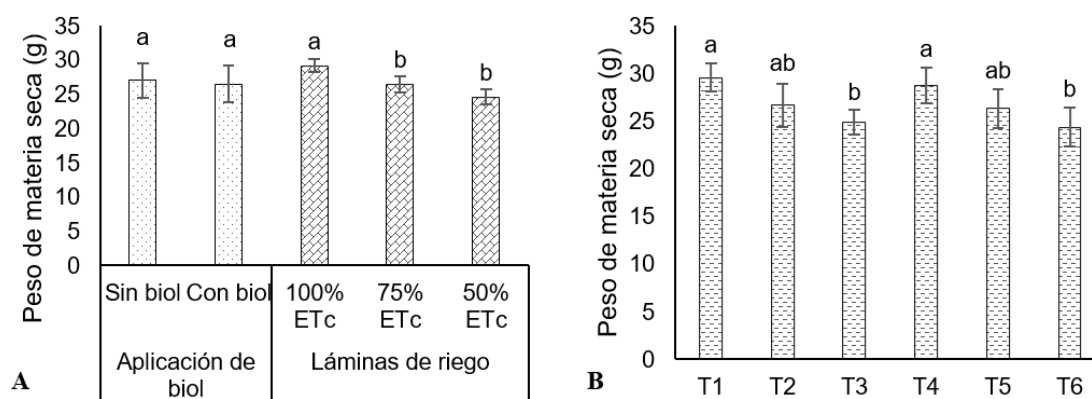 Peso de materia seca (g)
35
30
25
20
15
10
5
0
a
a
a
b
b
Sin biol Con biol 100% 75% 50%
ETc ETc ETc
Aplicación de Láminas de riego
biol
A
Peso de materia seca (g)
35
30
25
20
15
10
5
0
a
ab
b
a
ab
b
T1 T2 T3 T4 T5 T6
B